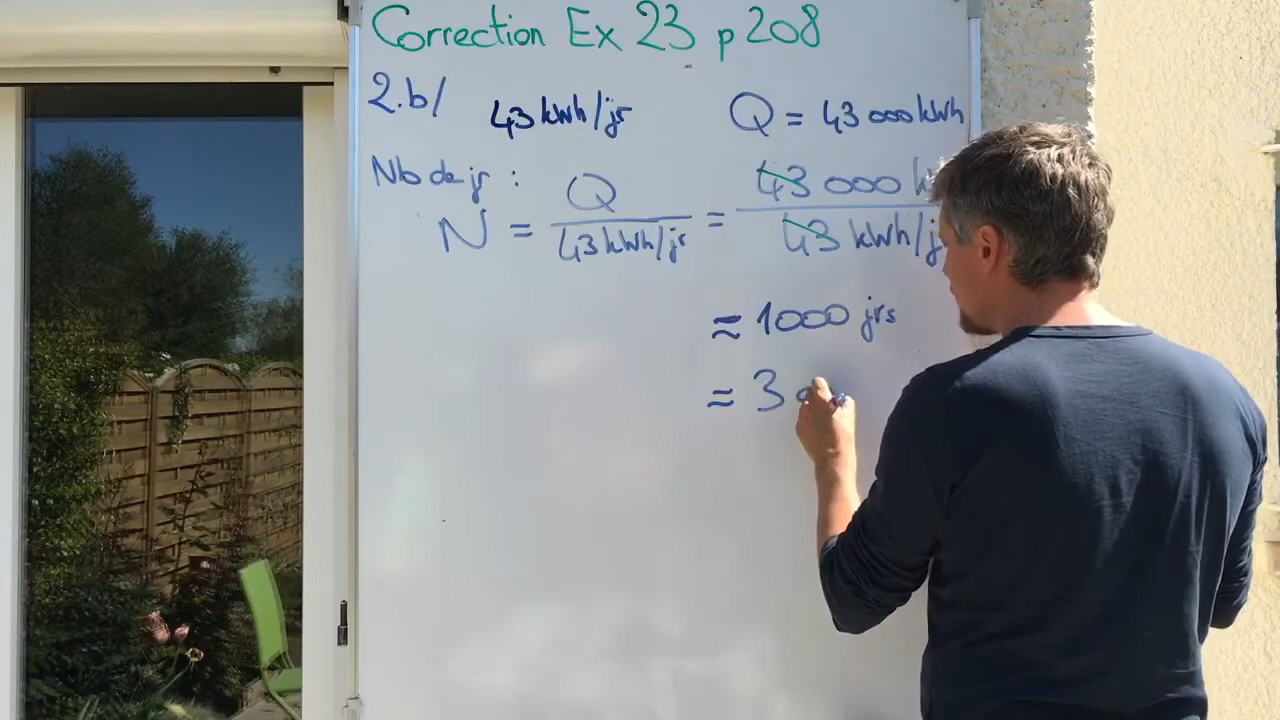 Correction Ex 23 p 208
2.b/ 43 kWh/jr Q = 43 000 kWh
Nb de jr :
N = Q / 43 kWh/jr = 43 000 / 43 kWh/j
≈ 1000 jrs
≈ 3